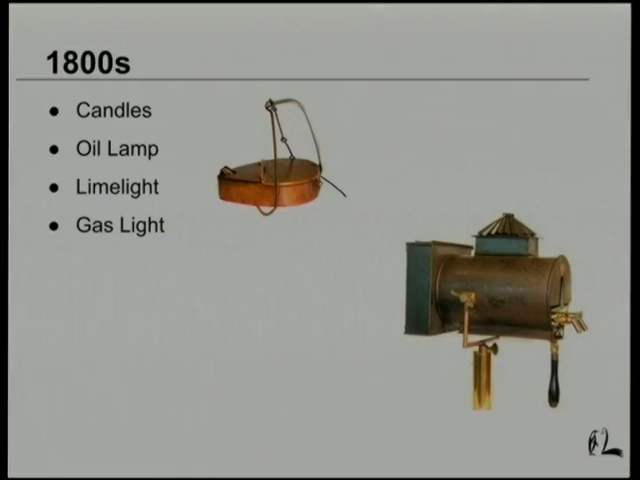 1800s
● Candles
● Oil Lamp
● Limelight
● Gas Light